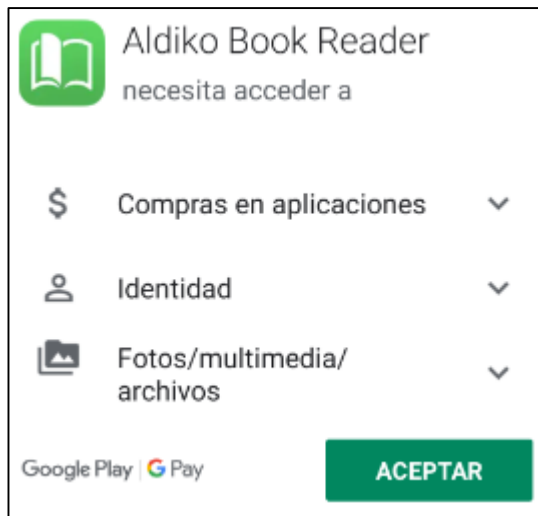 Aldiko Book Reader
necesita acceder a
$ Compras en aplicaciones
Identidad
Fotos/multimedia/
archivos
Google Play | G Pay
ACEPTAR